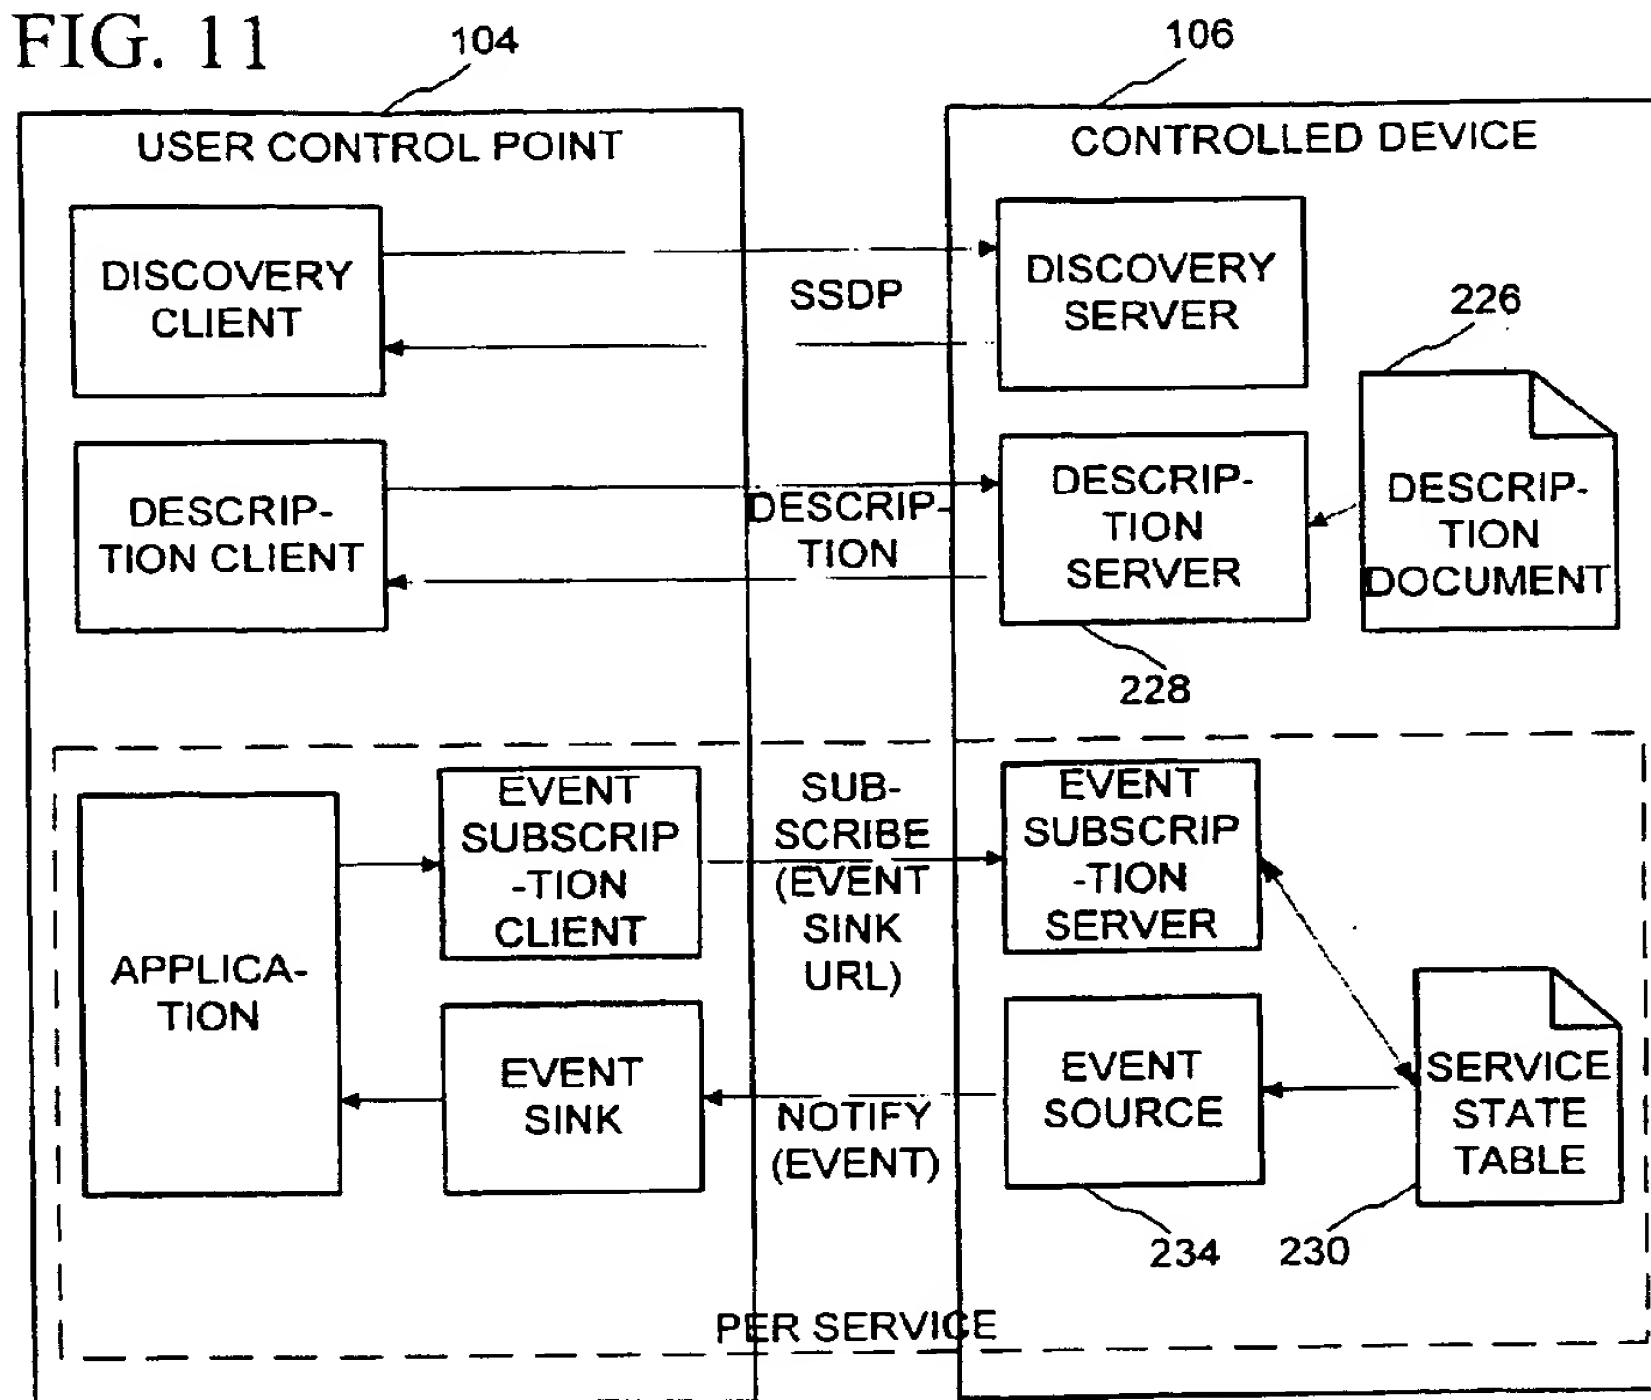 FIG. 11
104
106
USER CONTROL POINT
CONTROLLED DEVICE
DISCOVERY
CLIENT
SSDP
DISCOVERY
SERVER
226
DESCRIP-
TION CLIENT
DESCRIP-
TION
DESCRIP-
TION
SERVER
DESCRIP-
TION
DOCUMENT
228
APPLICA-
TION
EVENT
SUBSCRIP
-TION
CLIENT
SUB-
SCRIBE
(EVENT
SINK
URL)
EVENT
SUBSCRIP
-TION
SERVER
EVENT
SINK
NOTIFY
(EVENT)
EVENT
SOURCE
SERVICE
STATE
TABLE
234
230
PER SERVICE